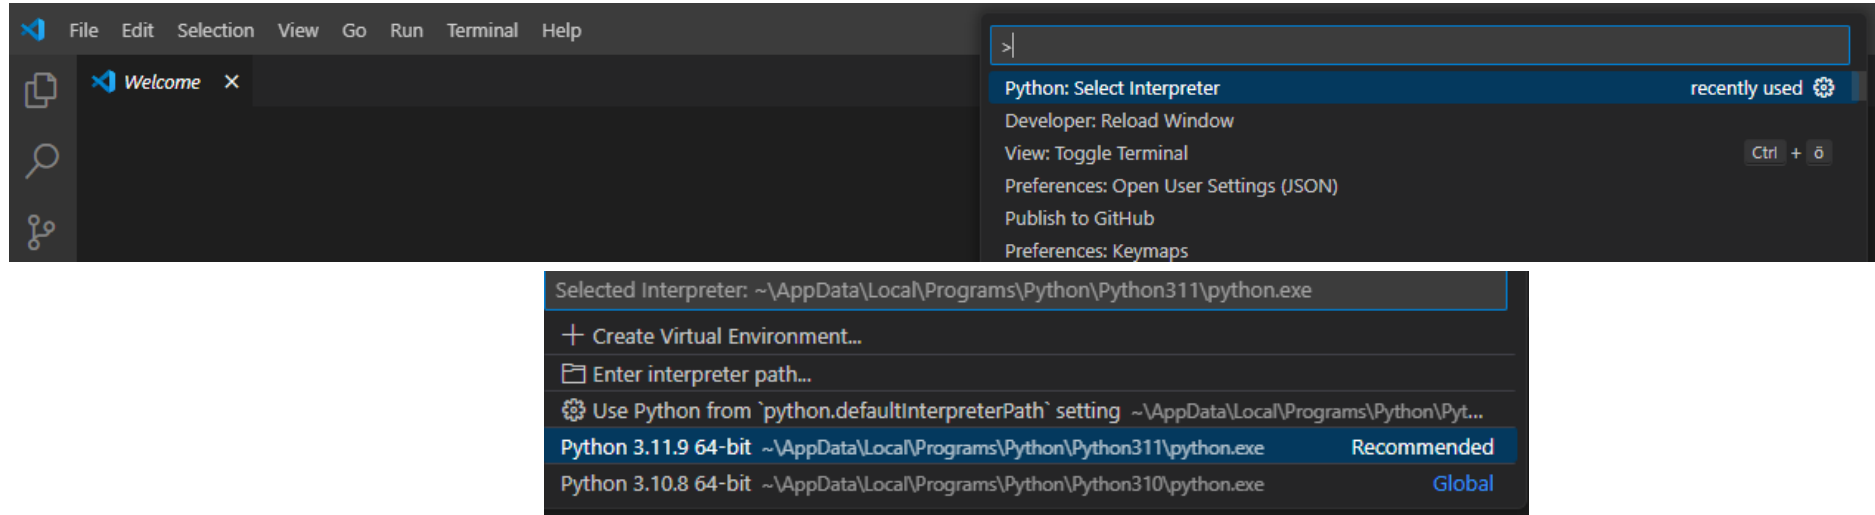 File Edit Selection View Go Run Terminal Help
>
Welcome
Python: Select Interpreter recently used
Developer: Reload Window
View: Toggle Terminal Ctrl + ö
Preferences: Open User Settings (JSON)
Publish to GitHub
Preferences: Keymaps
Selected Interpreter: ~\AppData\Local\Programs\Python\Python311\python.exe
Create Virtual Environment...
Enter interpreter path...
Use Python from `python.defaultInterpreterPath` setting ~\AppData\Local\Programs\Python\Pyt...
Python 3.11.9 64-bit ~\AppData\Local\Programs\Python\Python311\python.exe Recommended
Python 3.10.8 64-bit ~\AppData\Local\Programs\Python\Python310\python.exe Global